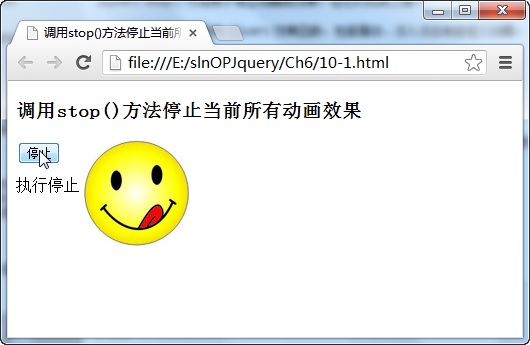 调用stop()方法停止当前所
file:///E:/slnOPJquery/Ch6/10-1.html
调用stop()方法停止当前所有动画效果
停止
执行停止